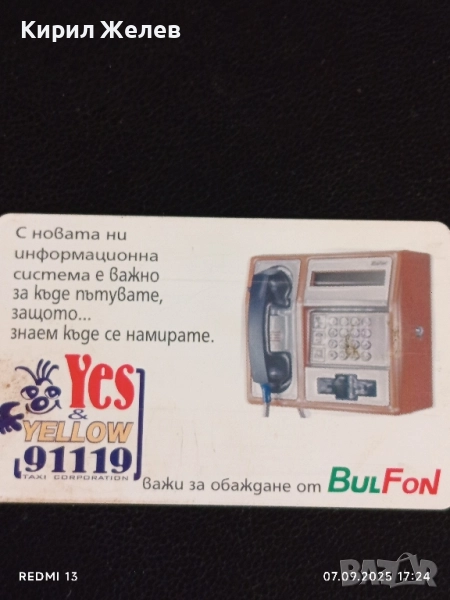 Кирил Желев
С новата ни
информационна
система е важно
за къде пътувате,
защото...
знаем къде се намирате.
Yes
&
YELLOW
91119
TAXI CORPORATION
важи за обаждане от BULFON
REDMI 13
07.09.2025 17:24
BAZAR